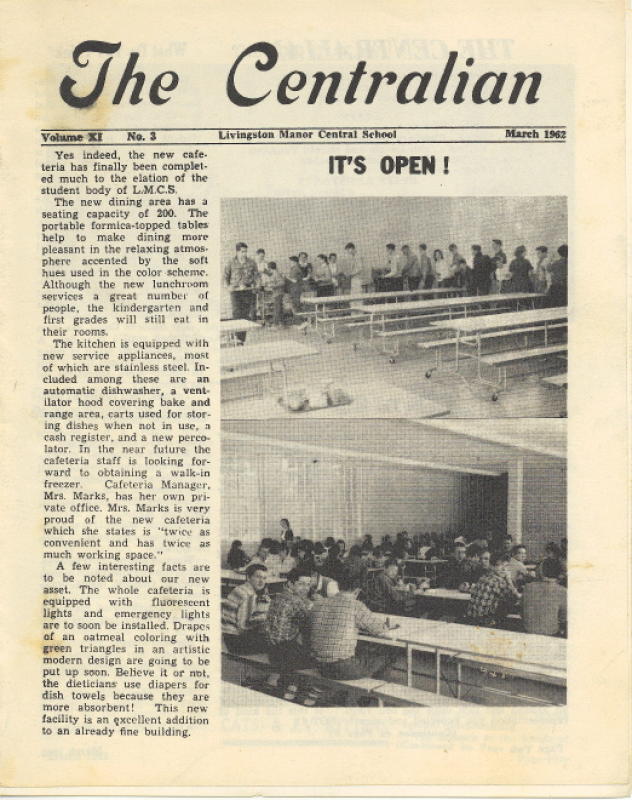 The Centralian
Volume XI No. 3 Livingston Manor Central School March 1962
IT'S OPEN!
Yes indeed, the new cafe-
teria has finally been complet-
ed much to the elation of the
student body of L.M.C.S.
The new dining area has a
seating capacity of 200. The
portable formica-topped tables
help to make dining more
pleasant in the relaxing atmos-
phere accented by the soft
hues used in the color scheme.
Although the new lunchroom
services a great number of
people, the kindergarten and
first grades will still eat in
their rooms.
The kitchen is equipped with
new service appliances, most
of which are stainless steel. In-
cluded among these are an
automatic dishwasher, a vent-
ilator hood covering bake and
range area, carts used for stor-
ing dishes when not in use, a
cash register, and a new perco-
lator. In the near future the
cafeteria staff is looking for-
ward to obtaining a walk-in
freezer. Cafeteria Manager,
Mrs. Marks, has her own pri-
vate office. Mrs. Marks is very
proud of the new cafeteria
which she states is "twice as
convenient and has twice as
much working space."
A few interesting facts are
to be noted about our new
asset. The whole cafeteria is
equipped with fluorescent
lights and emergency lights
are to soon be installed. Drapes
of an oatmeal coloring with
green triangles in an artistic
modern design are going to be
put up soon. Believe it or not,
the dieticians use diapers for
dish towels because they are
more absorbent! This new
facility is an excellent addition
to an already fine building.